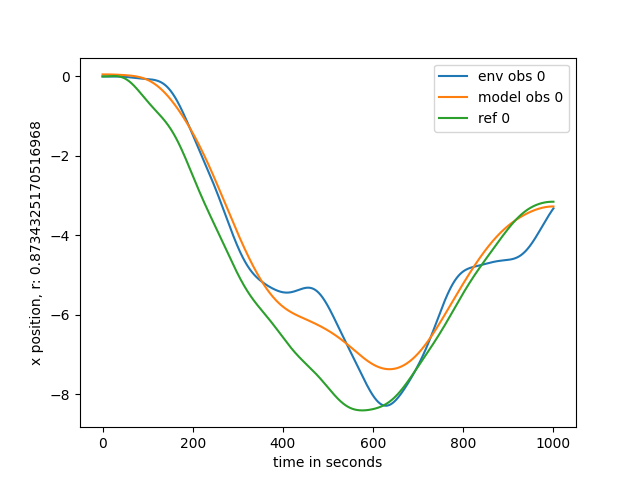 env obs 0
model obs 0
ref 0
0
−2
−4
−6
−8
x position, r: 0.8734325170516968
0 200 400 600 800 1000
time in seconds